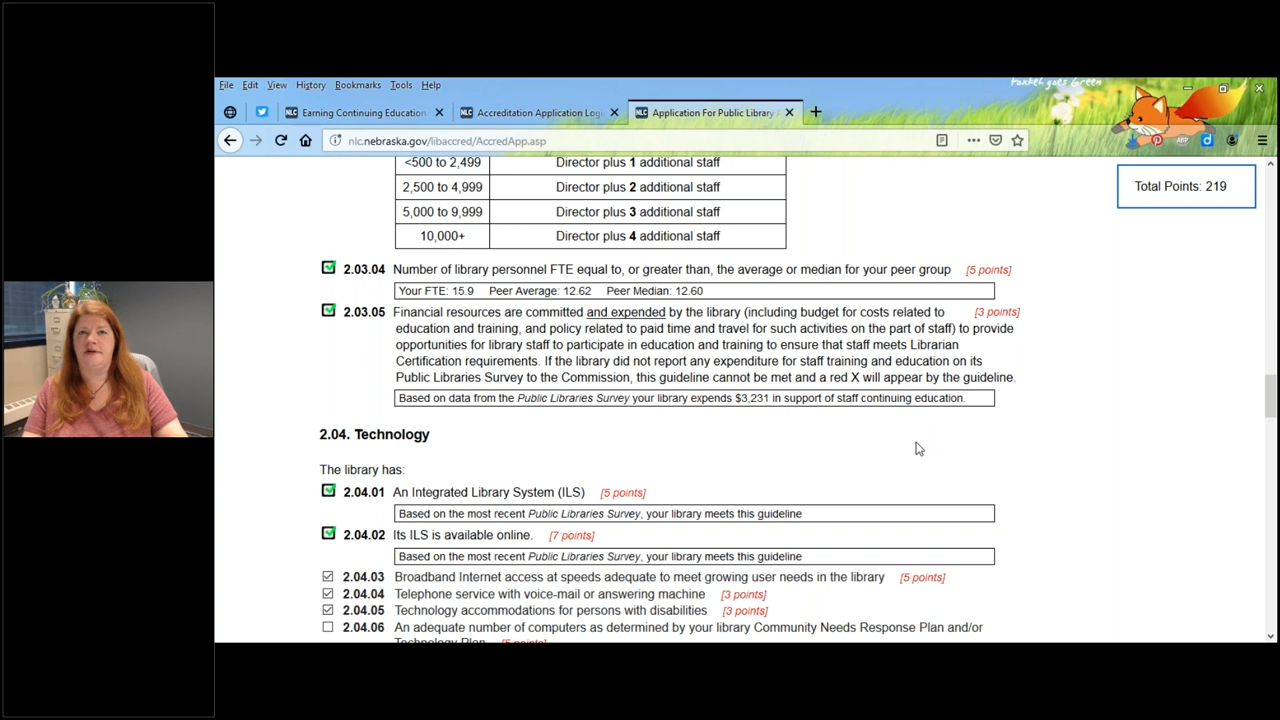 foxkeh goes Green
File Edit View History Bookmarks Tools Help
NLC Earning Continuing Education
NLC Accreditation Application Log
NLC Application For Public Library A
nlc.nebraska.gov/libaccred/AccredApp.asp
ABP
d
Total Points: 219
<500 to 2,499 Director plus 1 additional staff
2,500 to 4,999 Director plus 2 additional staff
5,000 to 9,999 Director plus 3 additional staff
10,000+ Director plus 4 additional staff
2.03.04 Number of library personnel FTE equal to, or greater than, the average or median for your peer group [5 points]
Your FTE: 15.9 Peer Average: 12.62 Peer Median: 12.60
2.03.05 Financial resources are committed and expended by the library (including budget for costs related to [3 points]
education and training, and policy related to paid time and travel for such activities on the part of staff) to provide
opportunities for library staff to participate in education and training to ensure that staff meets Librarian
Certification requirements. If the library did not report any expenditure for staff training and education on its
Public Libraries Survey to the Commission, this guideline cannot be met and a red X will appear by the guideline.
Based on data from the Public Libraries Survey your library expends $3,231 in support of staff continuing education.
2.04. Technology
The library has:
2.04.01 An Integrated Library System (ILS) [5 points]
Based on the most recent Public Libraries Survey, your library meets this guideline
2.04.02 Its ILS is available online. [7 points]
Based on the most recent Public Libraries Survey, your library meets this guideline
2.04.03 Broadband Internet access at speeds adequate to meet growing user needs in the library [5 points]
2.04.04 Telephone service with voice-mail or answering machine [3 points]
2.04.05 Technology accommodations for persons with disabilities [3 points]
2.04.06 An adequate number of computers as determined by your library Community Needs Response Plan and/or
Technology Plan [5 points]